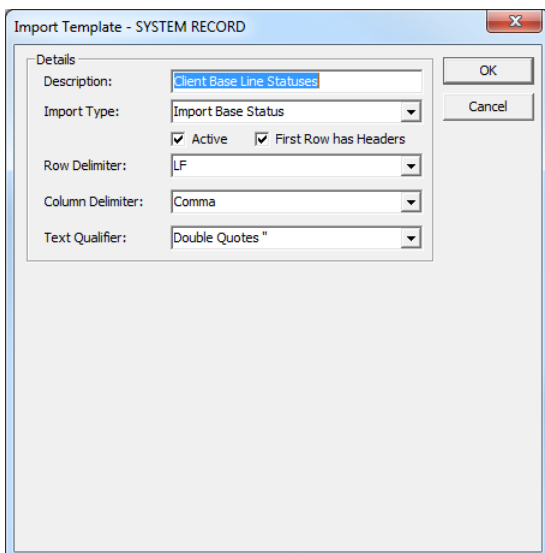 Import Template - SYSTEM RECORD
Details
Description: Client Base Line Statuses
OK
Import Type: Import Base Status
Cancel
Active First Row has Headers
Row Delimiter: LF
Column Delimiter: Comma
Text Qualifier: Double Quotes "